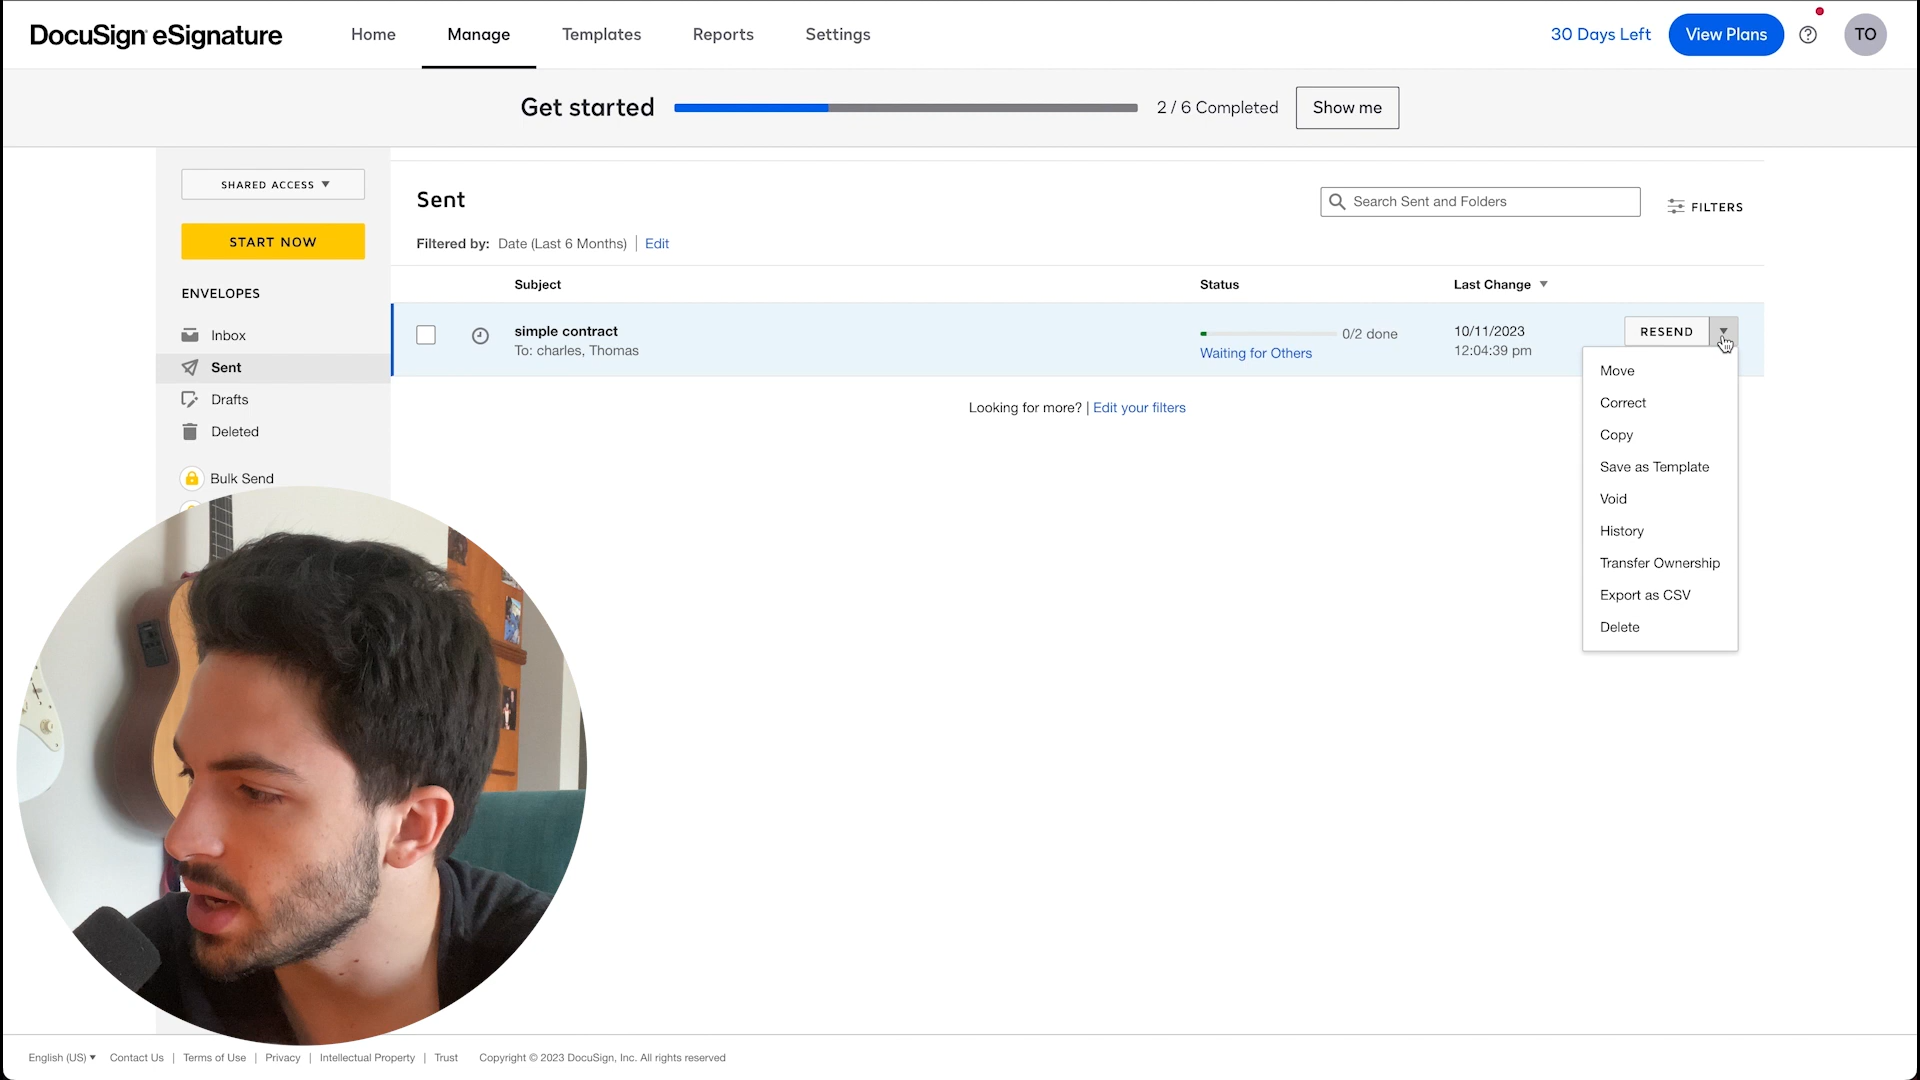 DocuSign eSignature
Home
Manage
Templates
Reports
Settings
30 Days Left
View Plans
TO
Get started
2 / 6 Completed
Show me
SHARED ACCESS
START NOW
ENVELOPES
Inbox
Sent
Drafts
Deleted
Bulk Send
Sent
Search Sent and Folders
FILTERS
Filtered by: Date (Last 6 Months) | Edit
Subject
Status
Last Change
simple contract
To: charles, Thomas
0/2 done
Waiting for Others
10/11/2023
12:04:39 pm
RESEND
Move
Correct
Copy
Save as Template
Void
History
Transfer Ownership
Export as CSV
Delete
Looking for more? | Edit your filters
English (US) Contact Us | Terms of Use | Privacy | Intellectual Property | Trust Copyright © 2023 DocuSign, Inc. All rights reserved